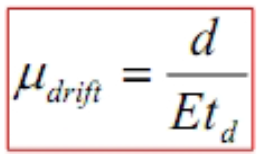 μ_drift = d / (E t_d)